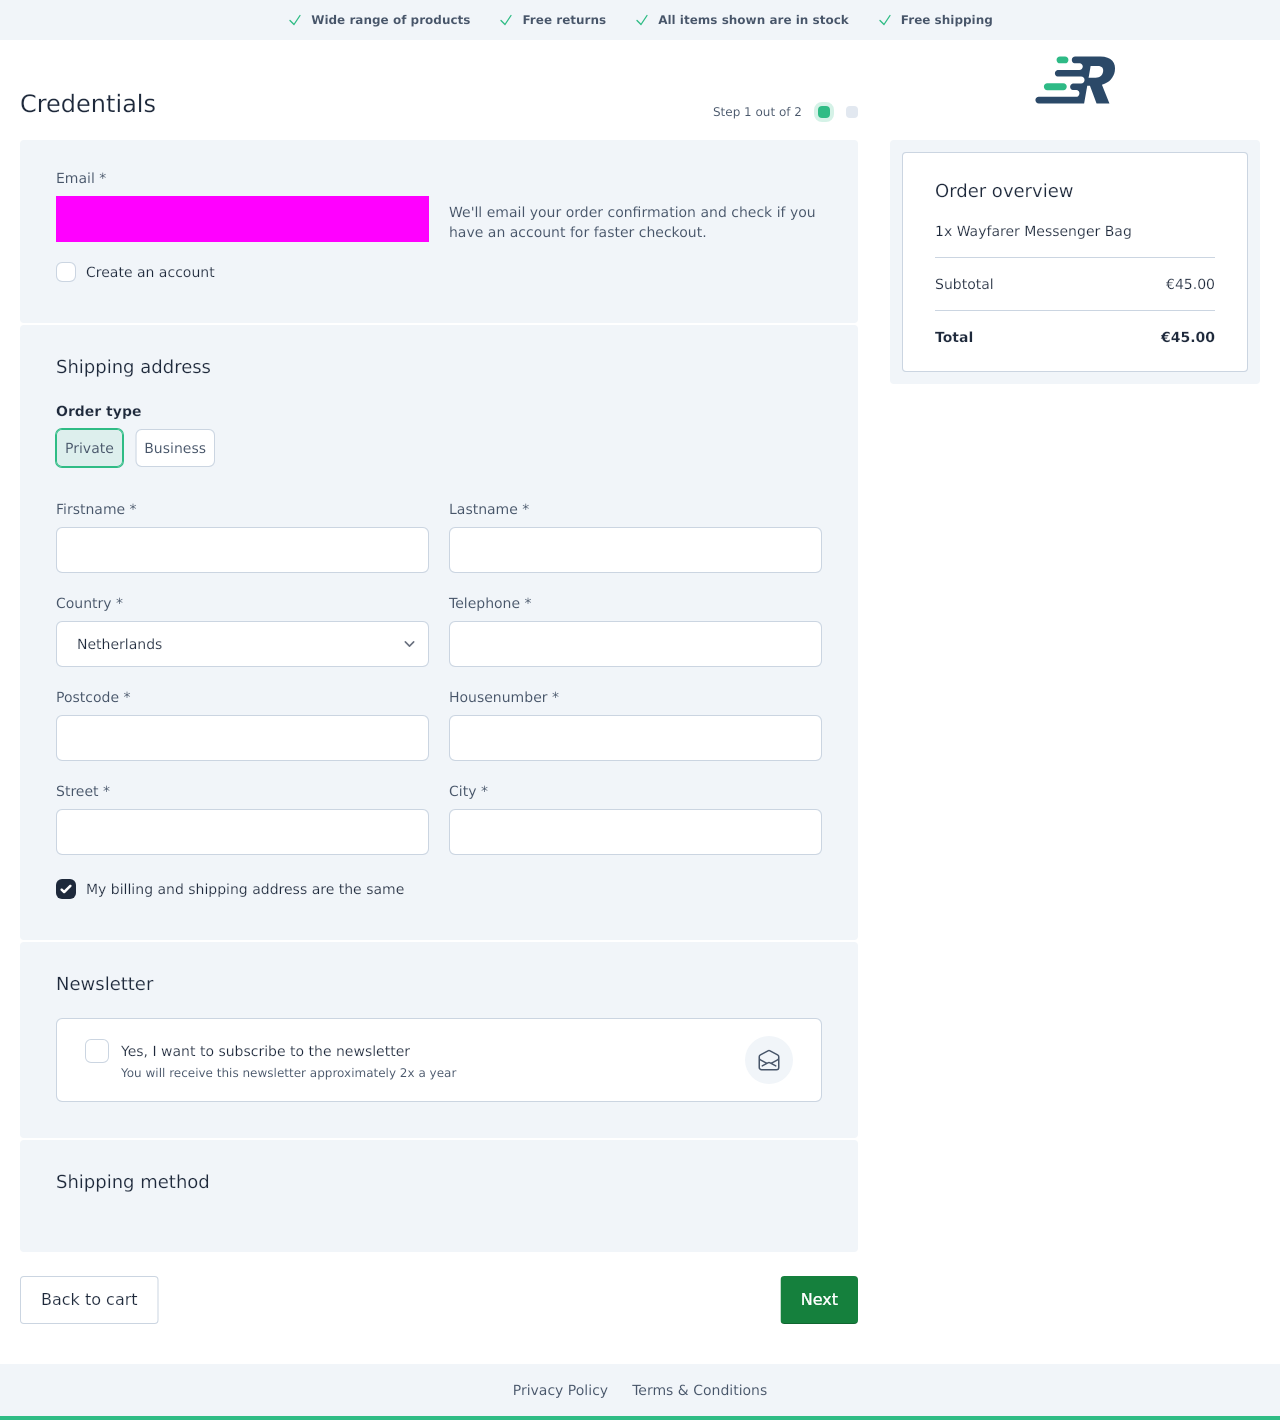 Wide range of products
Free returns
All items shown are in stock
Free shipping
Credentials
Step 1 out of 2
R
Email *
We'll email your order confirmation and check if you
have an account for faster checkout.
Create an account
Order overview
1x Wayfarer Messenger Bag
Subtotal €45.00
Total €45.00
Shipping address
Order type
Private
Business
Firstname *
Lastname *
Country *
Telephone *
Netherlands
Postcode *
Housenumber *
Street *
City *
My billing and shipping address are the same
Newsletter
Yes, I want to subscribe to the newsletter
You will receive this newsletter approximately 2x a year
Shipping method
Back to cart
Next
Privacy Policy
Terms & Conditions